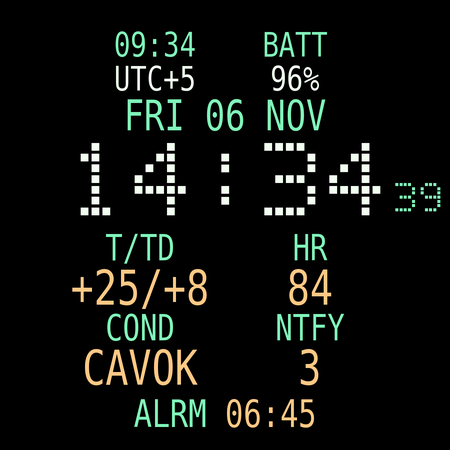 09:34 BATT
UTC+5 96%
FRI 06 NOV
14:34 39
T/TD HR
+25/+8 84
COND NTFY
CAVOK 3
ALRM 06:45